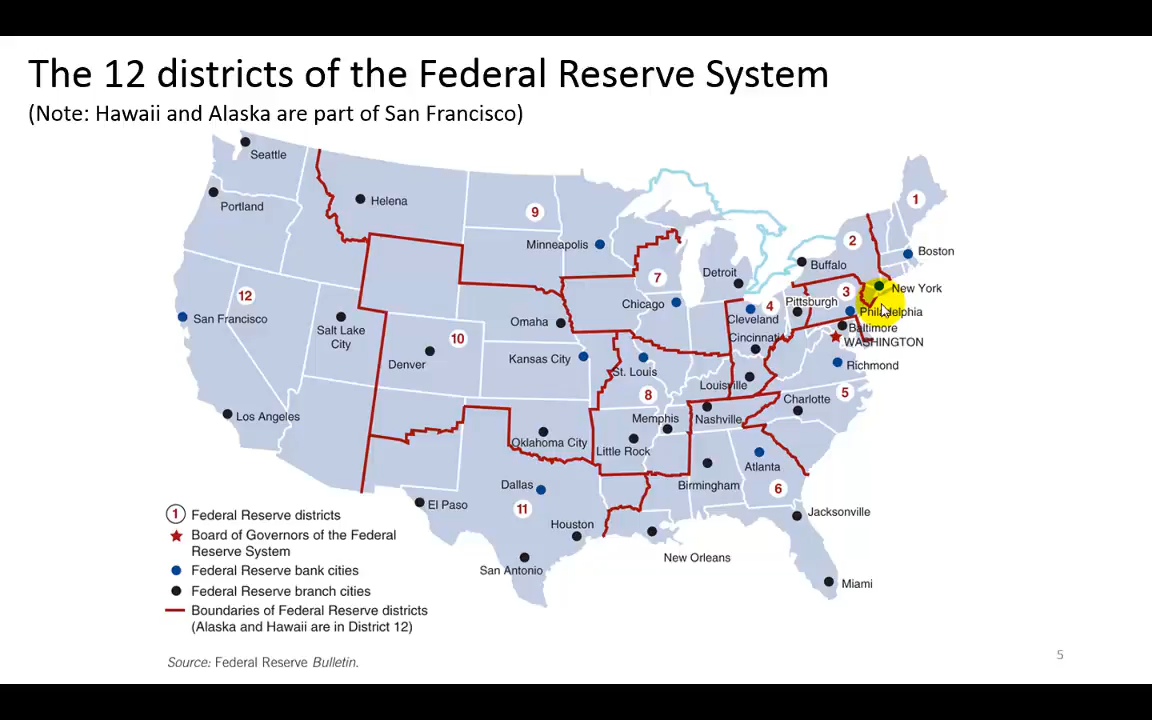 The 12 districts of the Federal Reserve System
(Note: Hawaii and Alaska are part of San Francisco)
Seattle
Portland
Helena
9
1
Minneapolis
2
Boston
Buffalo
7
Detroit
3
New York
12
Chicago
4
Pittsburgh
Philadelphia
San Francisco
Cleveland
Baltimore
Salt Lake
City
Omaha
10
Cincinnati
WASHINGTON
Denver
Kansas City
St. Louis
Richmond
Louisville
8
5
Charlotte
Los Angeles
Memphis
Nashville
Oklahoma City
Little Rock
Atlanta
Dallas
Birmingham
6
El Paso
11
Jacksonville
Houston
New Orleans
San Antonio
Miami
1 Federal Reserve districts
Board of Governors of the Federal
Reserve System
Federal Reserve bank cities
Federal Reserve branch cities
Boundaries of Federal Reserve districts
(Alaska and Hawaii are in District 12)
Source: Federal Reserve Bulletin.
5